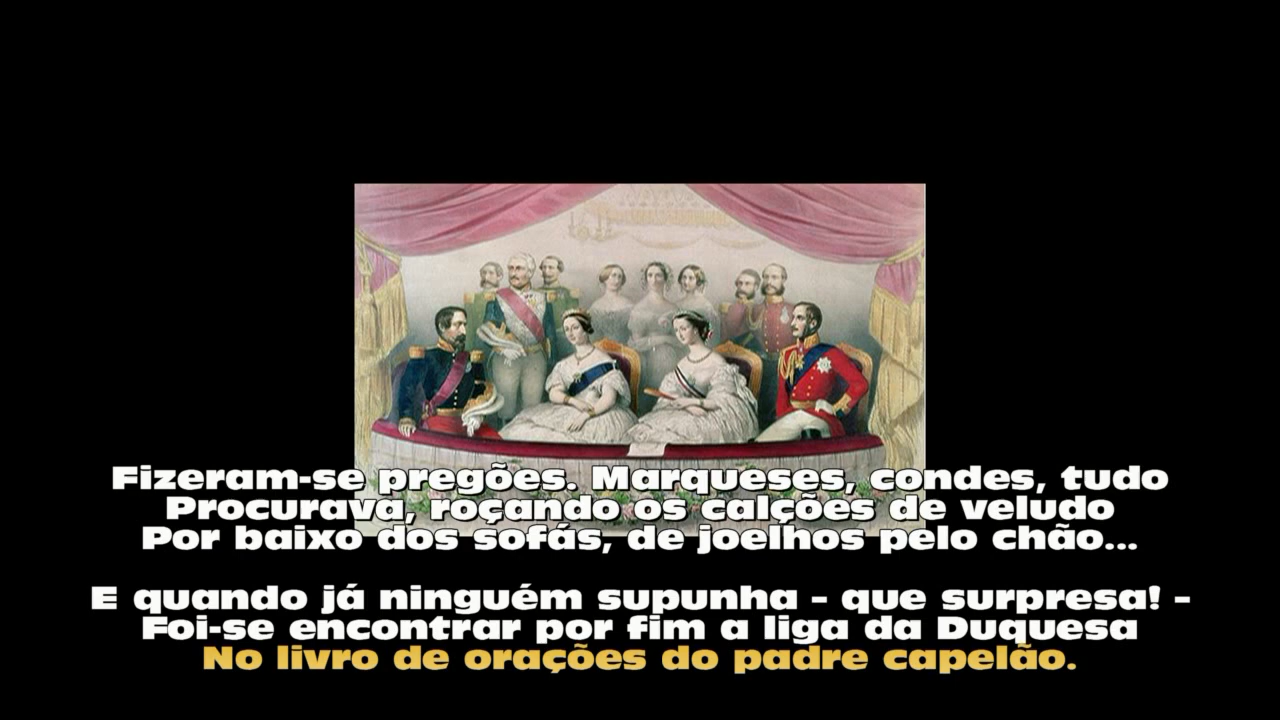 Fizeram-se pregões. Marqueses, condes, tudo
Procurava, roçando os calções de veludo
Por baixo dos sofás, de joelhos pelo chão...
E quando já ninguém supunha - que surpresa! -
Foi-se encontrar por fim a liga da Duquesa
No livro de orações do padre capelão.